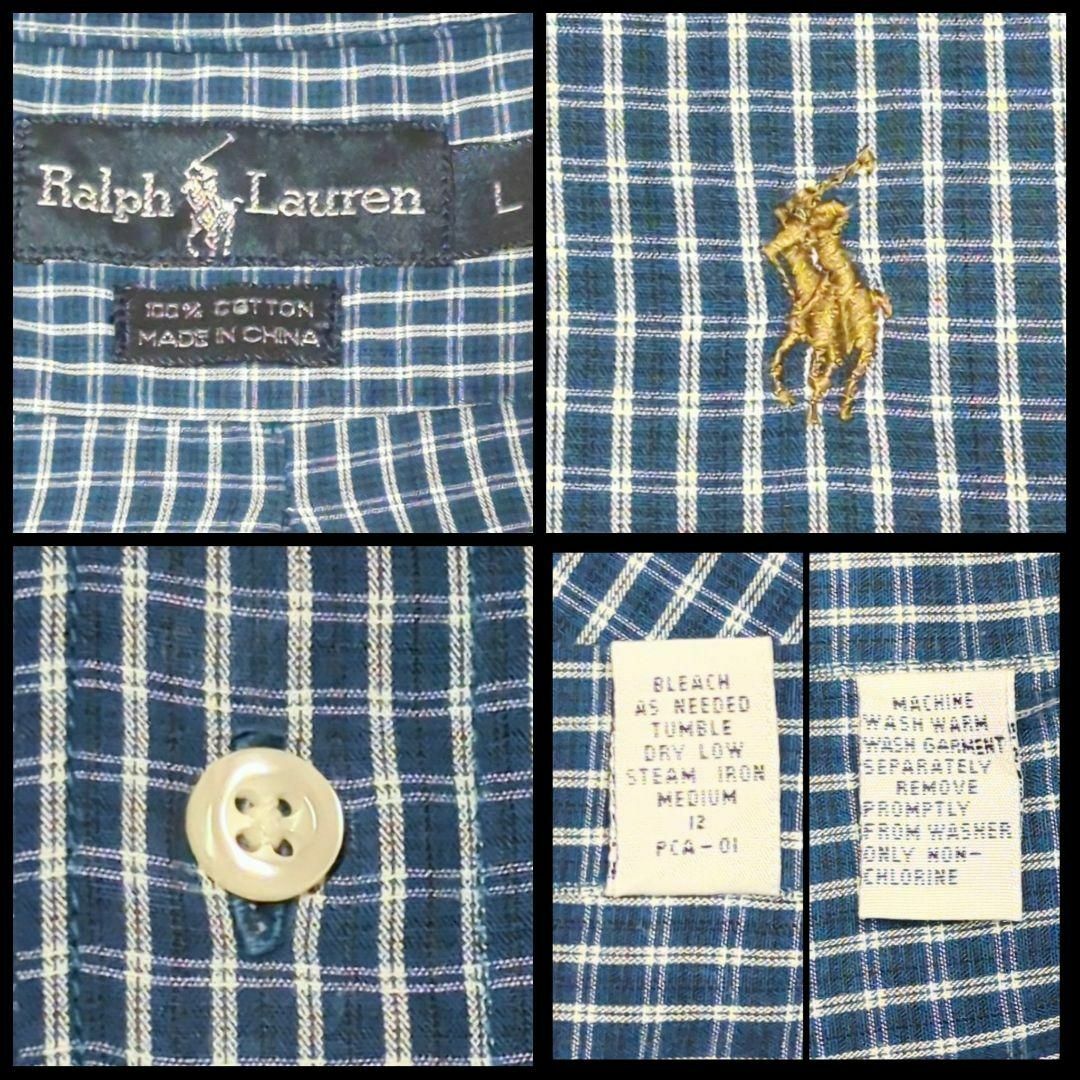 Ralph Lauren
L
100% COTTON
MADE IN CHINA
BLEACH
AS NEEDED
TUMBLE
DRY LOW
STEAM IRON
MEDIUM
12
PCA-01
MACHINE
WASH WARM
WASH GARMENT
SEPARATELY
REMOVE
PROMPTLY
FROM WASHER
ONLY NON-
CHLORINE